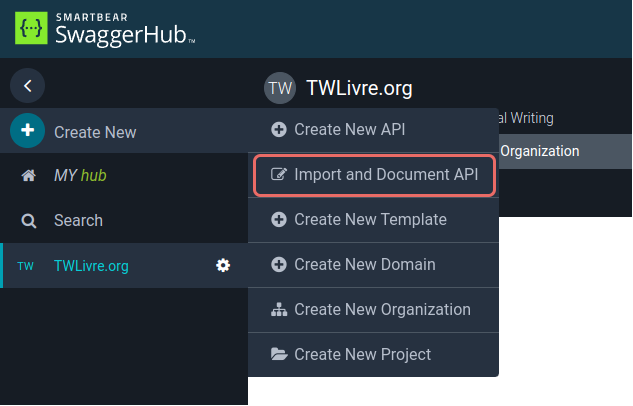 SMARTBEAR
SwaggerHub™
TW TWLivre.org
Create New
Create New API
al Writing
Organization
MY hub
Import and Document API
Search
Create New Template
TW TWLivre.org
Create New Domain
Create New Organization
Create New Project